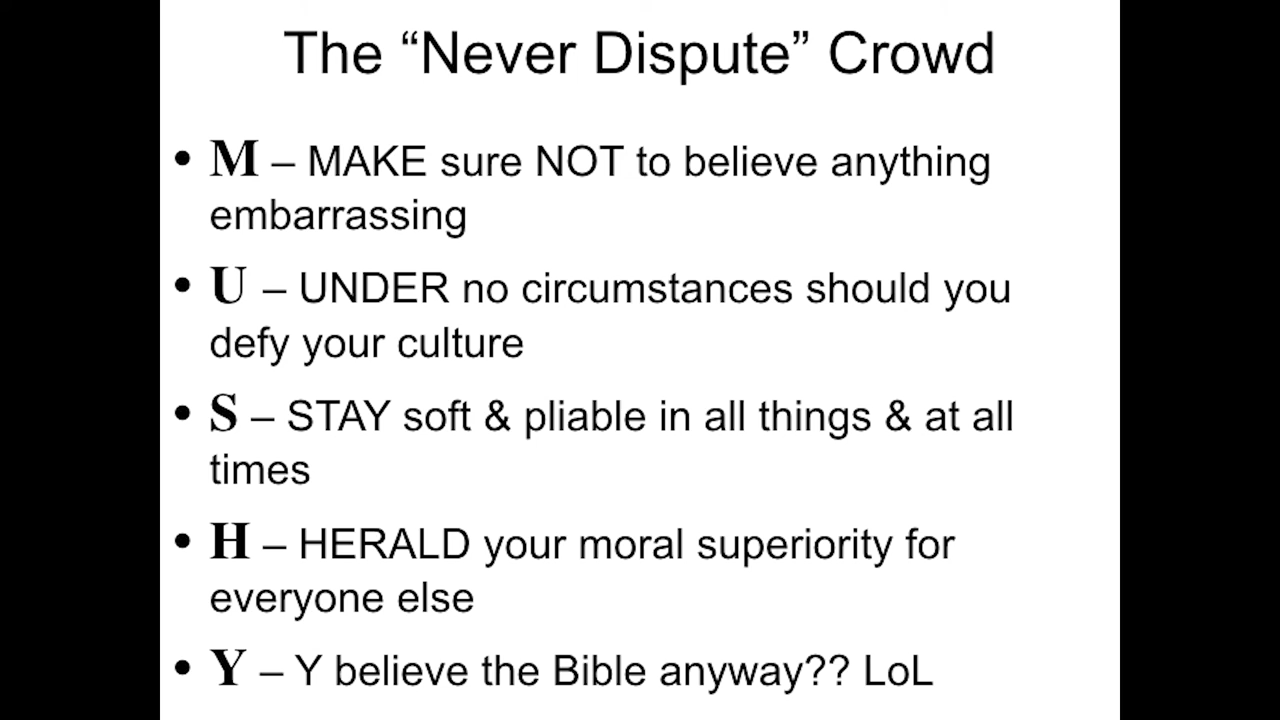 The “Never Dispute” Crowd
• M – MAKE sure NOT to believe anything
embarrassing
• U – UNDER no circumstances should you
defy your culture
• S – STAY soft & pliable in all things & at all
times
• H – HERALD your moral superiority for
everyone else
• Y – Y believe the Bible anyway?? LoL